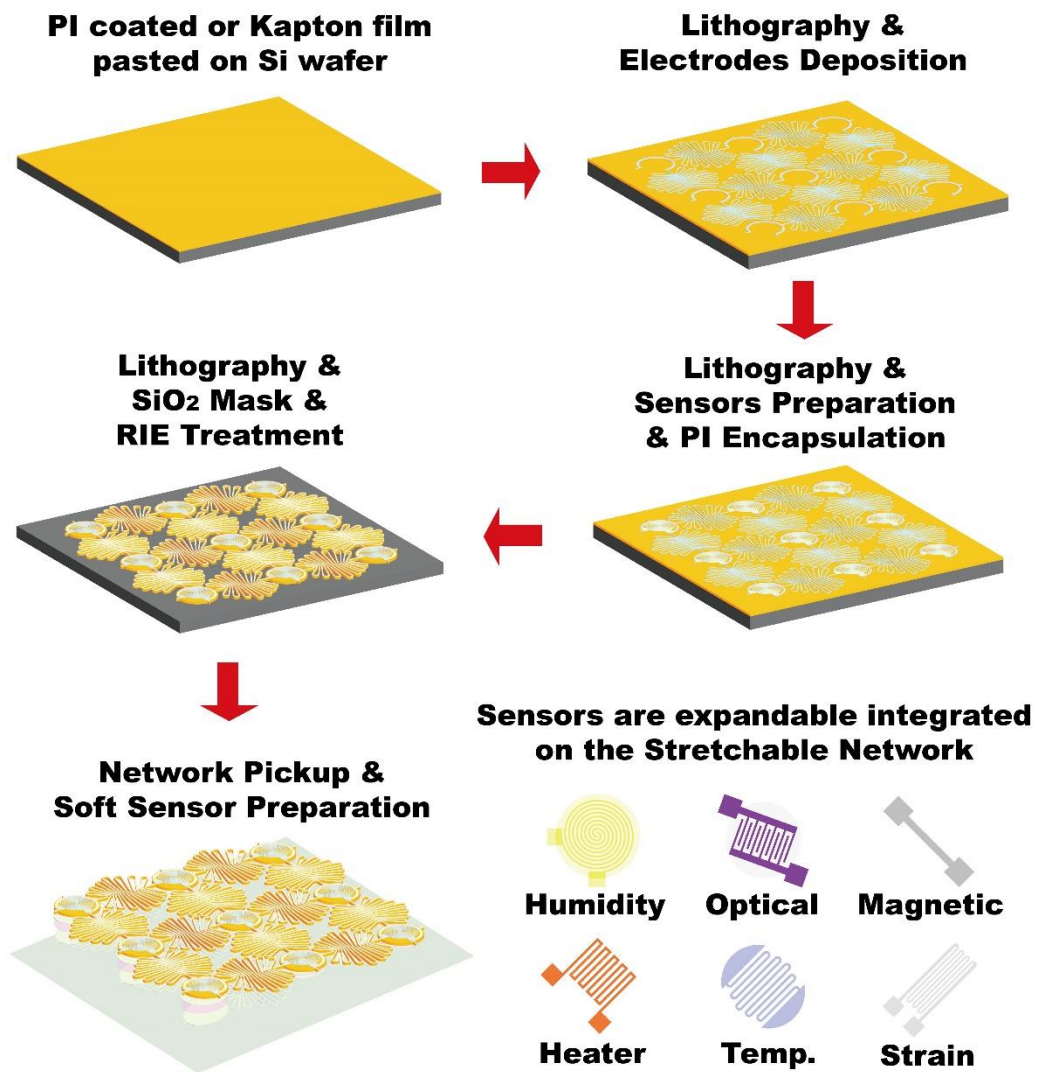 PI coated or Kapton film
pasted on Si wafer
Lithography &
Electrodes Deposition
Lithography &
Sensors Preparation
& PI Encapsulation
Lithography &
SiO₂ Mask &
RIE Treatment
Network Pickup &
Soft Sensor Preparation
Sensors are expandable integrated
on the Stretchable Network
Humidity Optical Magnetic
Heater Temp. Strain